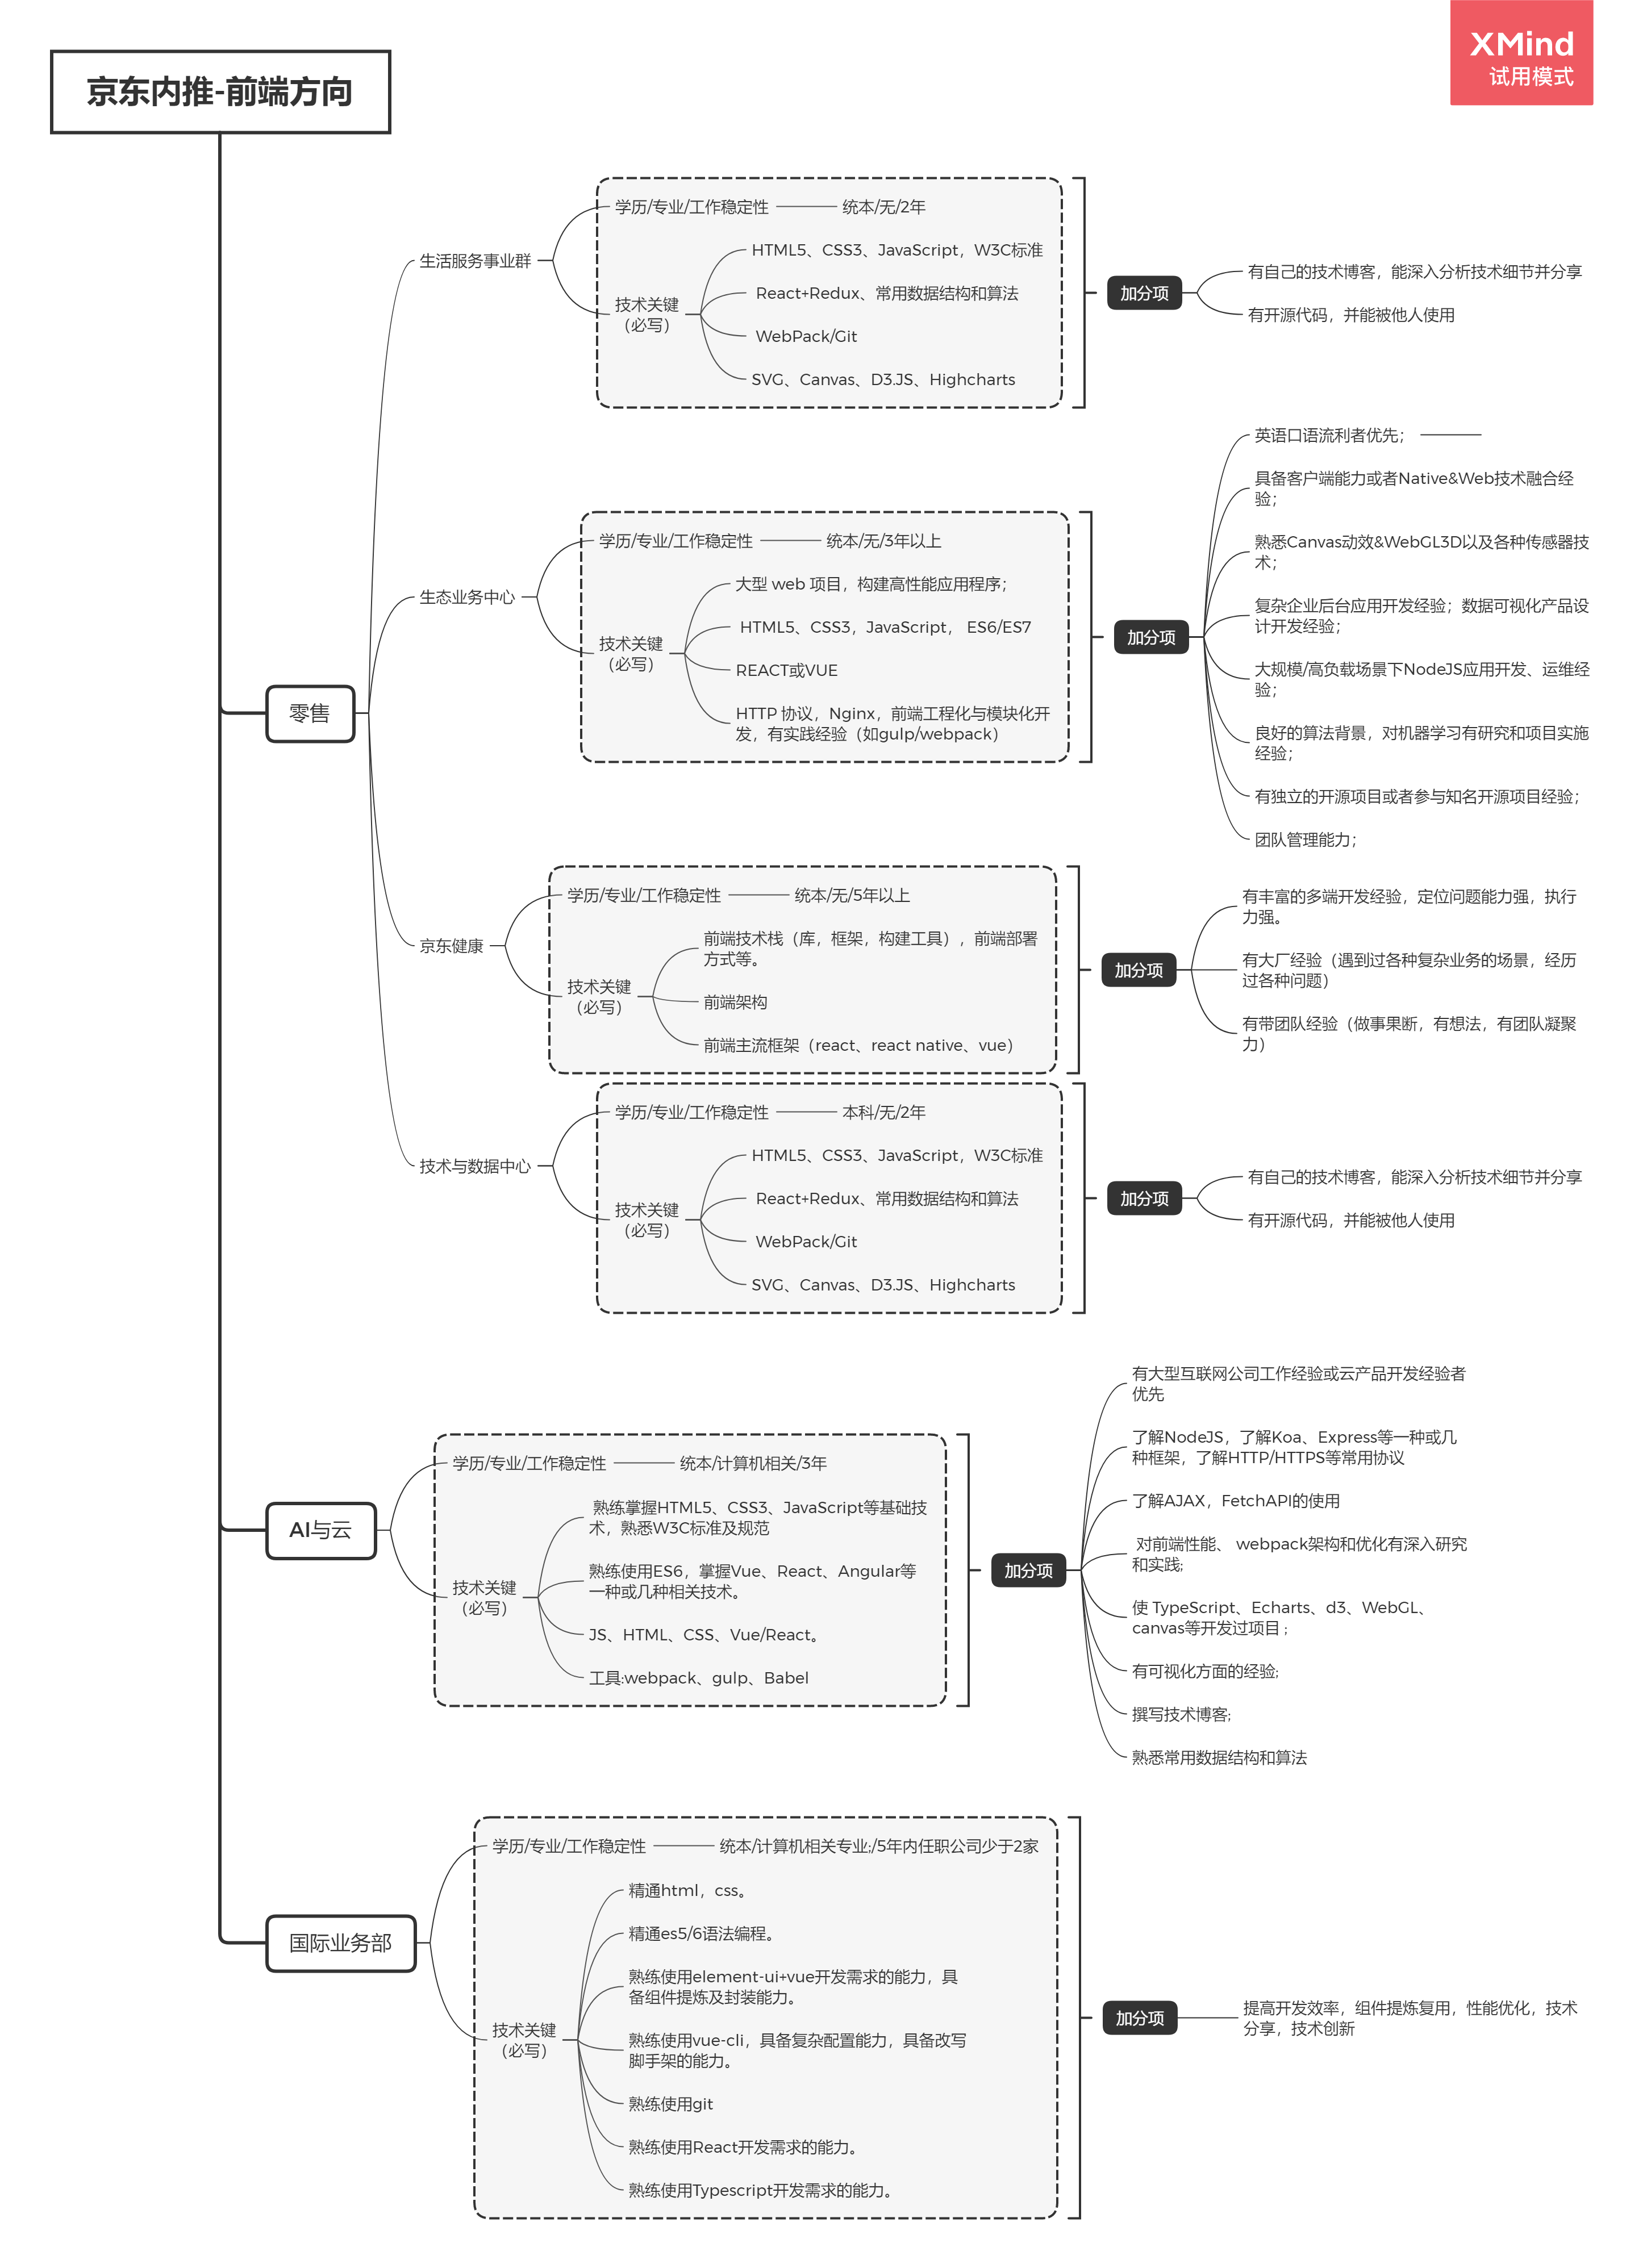 XMind
试用模式
京东内推-前端方向
零售
生活服务事业群
学历/专业/工作稳定性
统本/无/2年
技术关键
（必写）
HTML5、CSS3、JavaScript，W3C标准
React+Redux、常用数据结构和算法
WebPack/Git
SVG、Canvas、D3.JS、Highcharts
加分项
有自己的技术博客，能深入分析技术细节并分享
有开源代码，并能被他人使用
生态业务中心
学历/专业/工作稳定性
统本/无/3年以上
技术关键
（必写）
大型 web 项目，构建高性能应用程序；
HTML5、CSS3，JavaScript， ES6/ES7
REACT或VUE
HTTP 协议，Nginx，前端工程化与模块化开
发，有实践经验（如gulp/webpack）
加分项
英语口语流利者优先；
具备客户端能力或者Native&Web技术融合经
验；
熟悉Canvas动效&WebGL3D以及各种传感器技
术；
复杂企业后台应用开发经验；数据可视化产品设
计开发经验；
大规模/高负载场景下NodeJS应用开发、运维经
验；
良好的算法背景，对机器学习有研究和项目实施
经验；
有独立的开源项目或者参与知名开源项目经验；
团队管理能力；
京东健康
学历/专业/工作稳定性
统本/无/5年以上
技术关键
（必写）
前端技术栈（库，框架，构建工具），前端部署
方式等。
前端架构
前端主流框架（react、react native、vue）
加分项
有丰富的多端开发经验，定位问题能力强，执行
力强。
有大厂经验（遇到过各种复杂业务的场景，经历
过各种问题）
有带团队经验（做事果断，有想法，有团队凝聚
力）
技术与数据中心
学历/专业/工作稳定性
本科/无/2年
技术关键
（必写）
HTML5、CSS3、JavaScript，W3C标准
React+Redux、常用数据结构和算法
WebPack/Git
SVG、Canvas、D3.JS、Highcharts
加分项
有自己的技术博客，能深入分析技术细节并分享
有开源代码，并能被他人使用
AI与云
学历/专业/工作稳定性
统本/计算机相关/3年
技术关键
（必写）
熟练掌握HTML5、CSS3、JavaScript等基础技
术，熟悉W3C标准及规范
熟练使用ES6，掌握Vue、React、Angular等
一种或几种相关技术。
JS、HTML、CSS、Vue/React。
工具:webpack、gulp、Babel
加分项
有大型互联网公司工作经验或云产品开发经验者
优先
了解NodeJS，了解Koa、Express等一种或几
种框架，了解HTTP/HTTPS等常用协议
了解AJAX，FetchAPI的使用
对前端性能、 webpack架构和优化有深入研究
和实践;
使 TypeScript、Echarts、d3、WebGL、
canvas等开发过项目 ;
有可视化方面的经验;
撰写技术博客;
熟悉常用数据结构和算法
国际业务部
学历/专业/工作稳定性
统本/计算机相关专业;/5年内任职公司少于2家
技术关键
（必写）
精通html，css。
精通es5/6语法编程。
熟练使用element-ui+vue开发需求的能力，具
备组件提炼及封装能力。
熟练使用vue-cli，具备复杂配置能力，具备改写
脚手架的能力。
熟练使用git
熟练使用React开发需求的能力。
熟练使用Typescript开发需求的能力。
加分项
提高开发效率，组件提炼复用，性能优化，技术
分享，技术创新